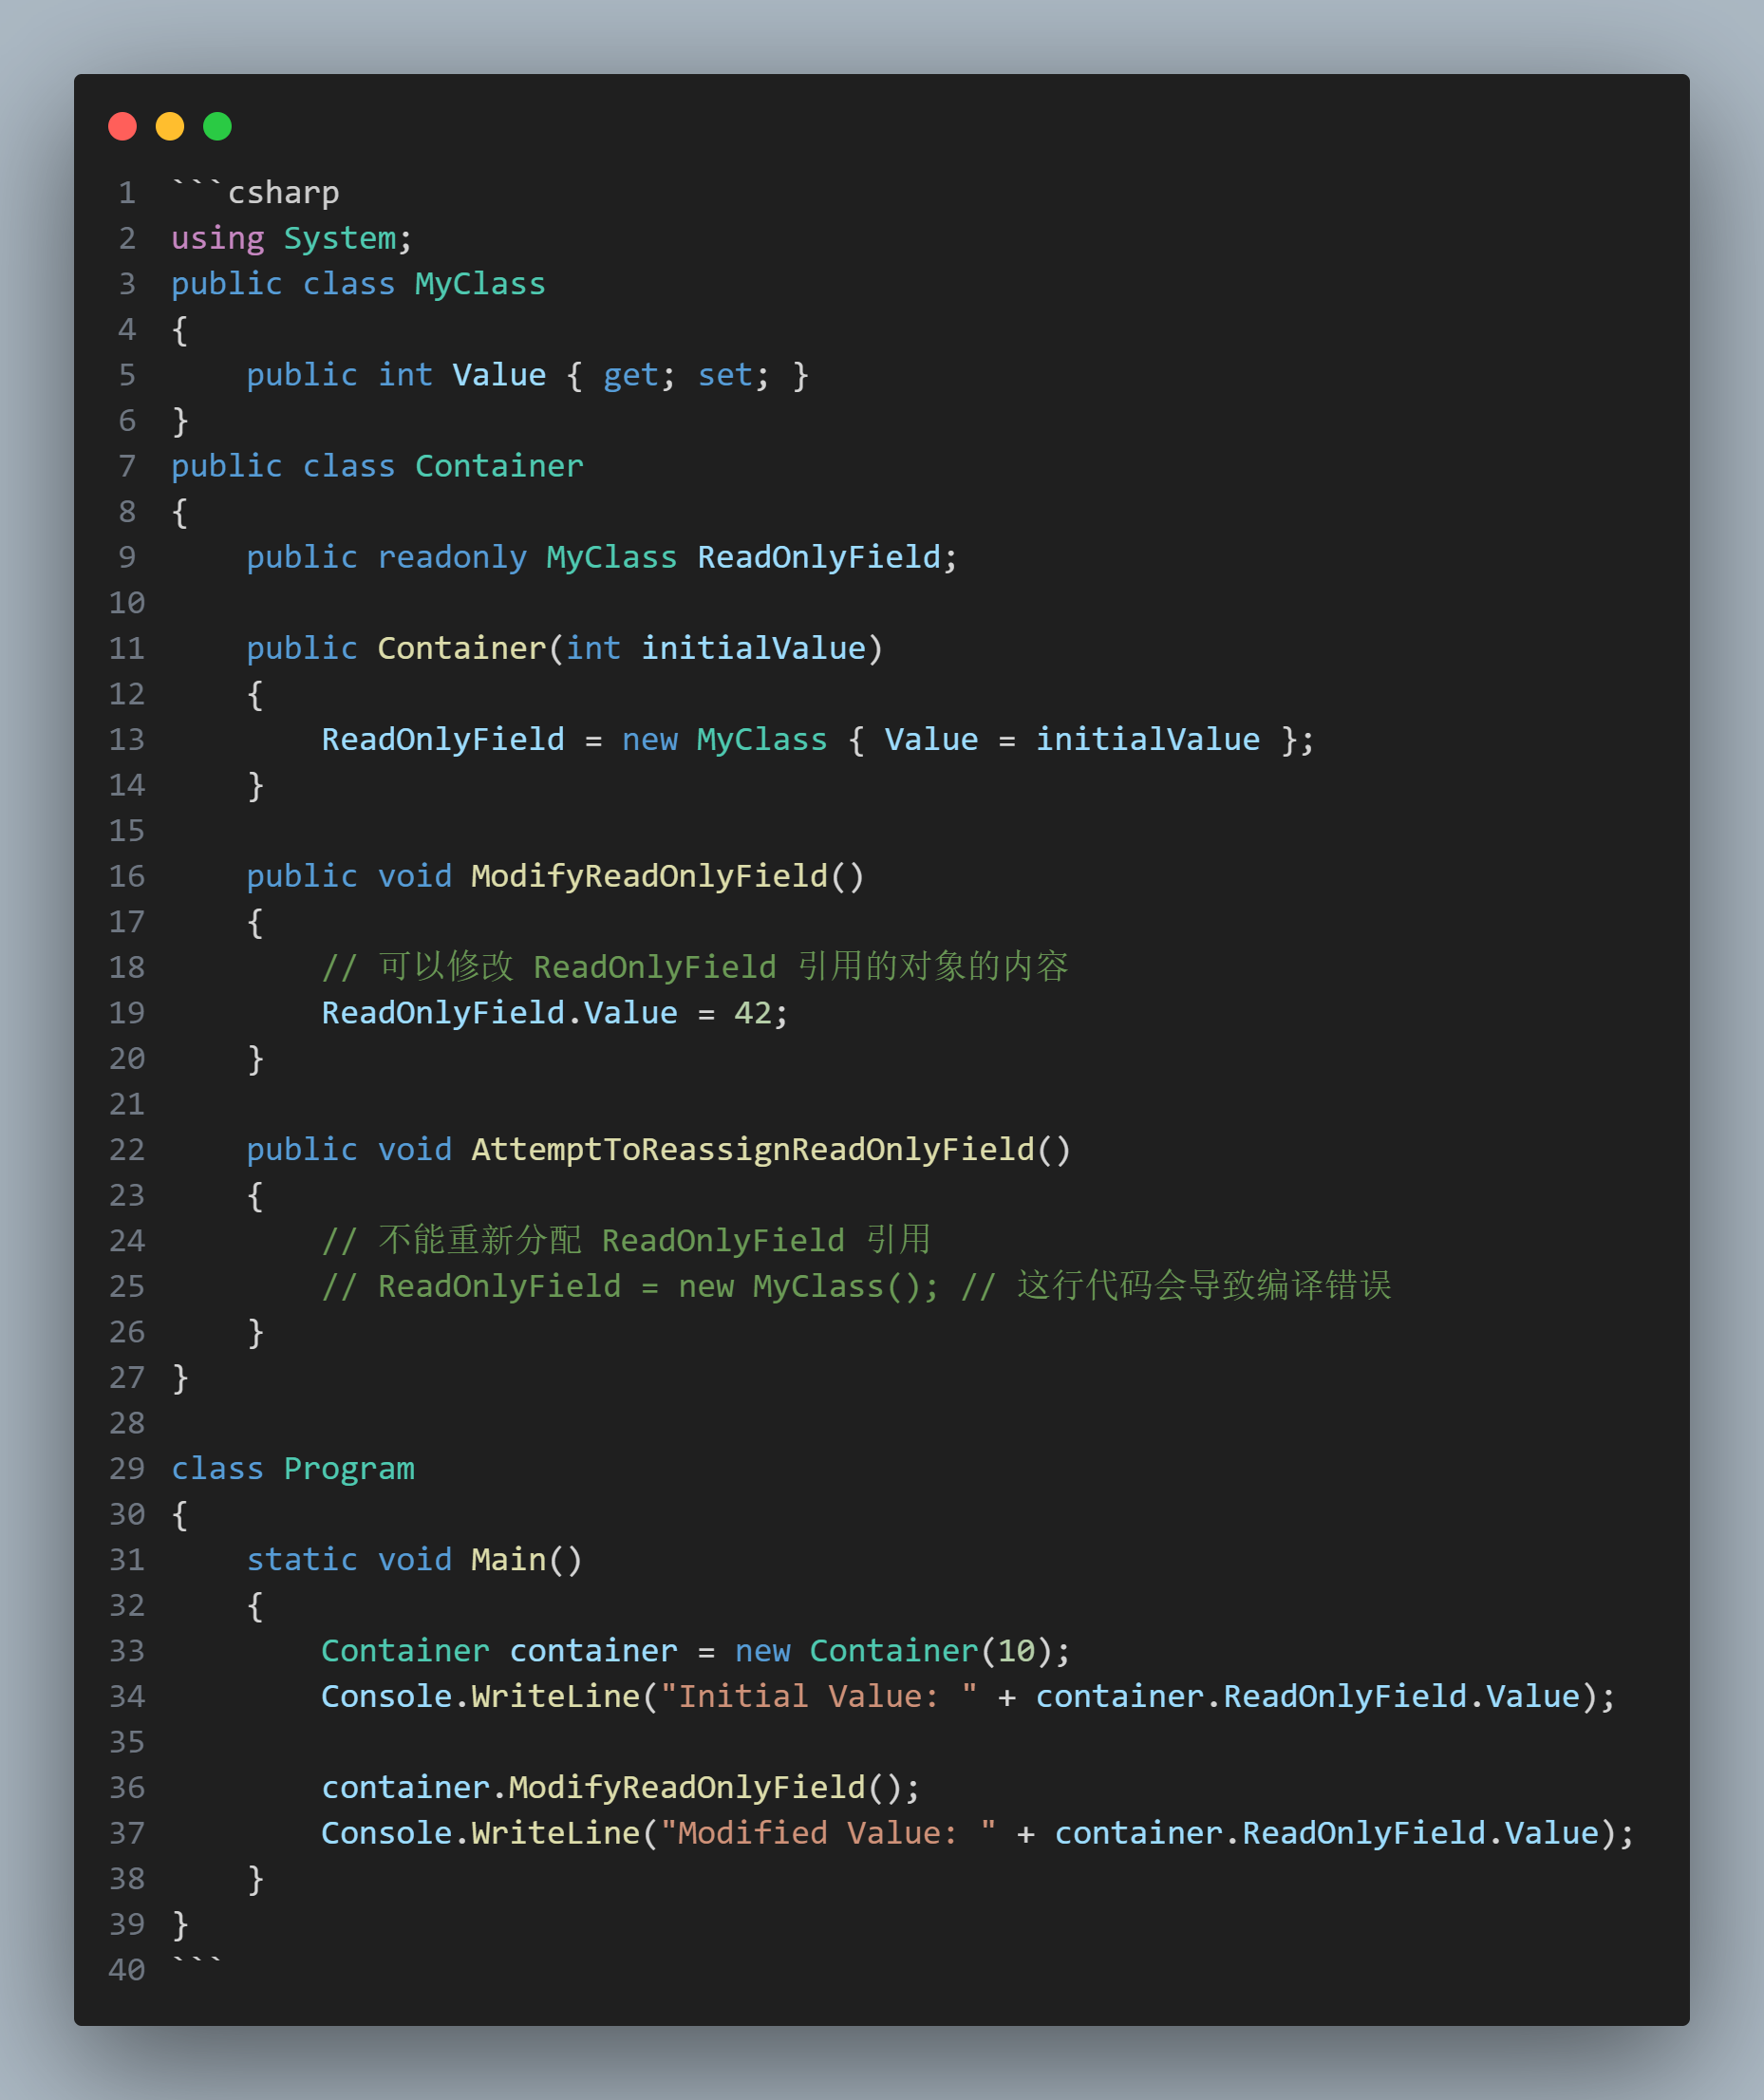 1 ```csharp
2 using System;
3 public class MyClass
4 {
5     public int Value { get; set; }
6 }
7 public class Container
8 {
9     public readonly MyClass ReadOnlyField;
10
11     public Container(int initialValue)
12     {
13         ReadOnlyField = new MyClass { Value = initialValue };
14     }
15
16     public void ModifyReadOnlyField()
17     {
18         // 可以修改 ReadOnlyField 引用的对象的内容
19         ReadOnlyField.Value = 42;
20     }
21
22     public void AttemptToReassignReadOnlyField()
23     {
24         // 不能重新分配 ReadOnlyField 引用
25         // ReadOnlyField = new MyClass(); // 这行代码会导致编译错误
26     }
27 }
28
29 class Program
30 {
31     static void Main()
32     {
33         Container container = new Container(10);
34         Console.WriteLine("Initial Value: " + container.ReadOnlyField.Value);
35
36         container.ModifyReadOnlyField();
37         Console.WriteLine("Modified Value: " + container.ReadOnlyField.Value);
38     }
39 }
40 ```